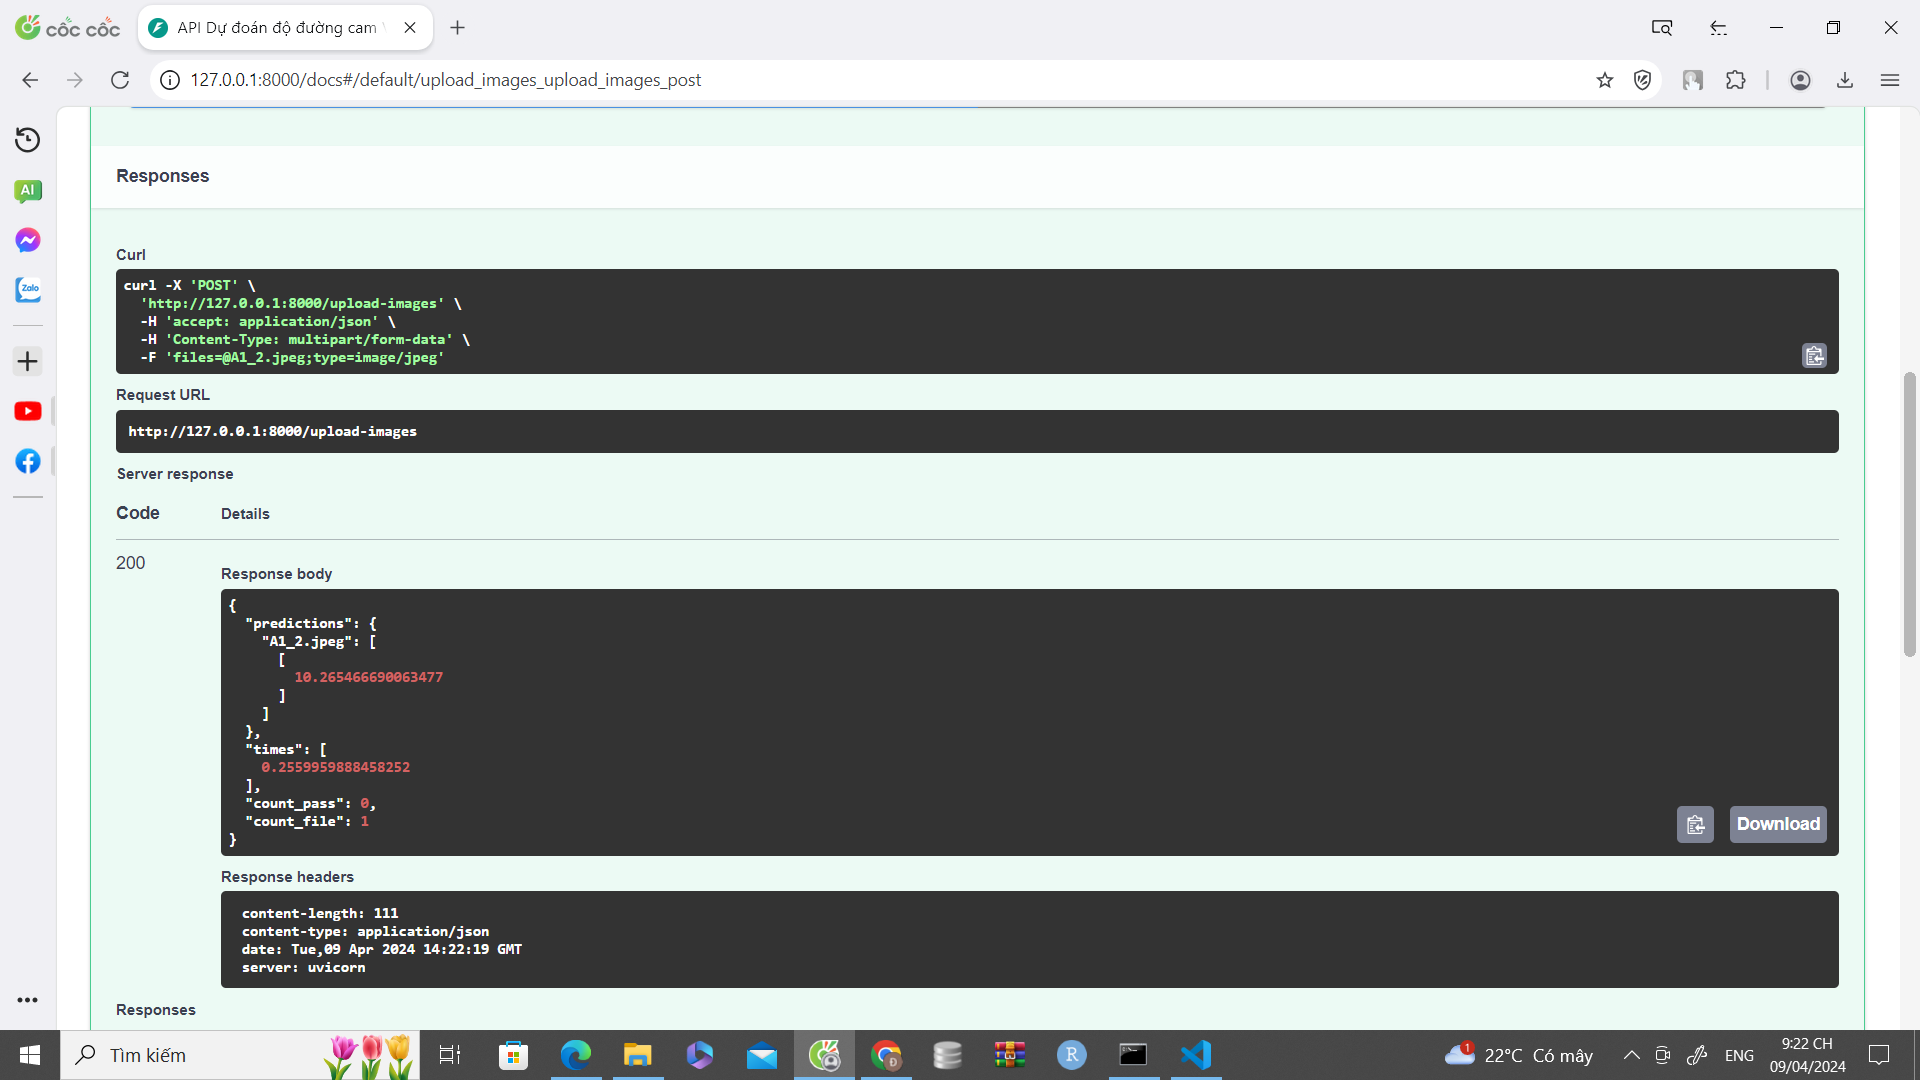 cốc cốc
API Dự đoán độ đường cam
127.0.0.1:8000/docs#/default/upload_images_upload_images_post
AI
Zalo
Responses
Curl
curl -X 'POST' \
'http://127.0.0.1:8000/upload-images' \
-H 'accept: application/json' \
-H 'Content-Type: multipart/form-data' \
-F 'files=@A1_2.jpeg;type=image/jpeg'
Request URL
http://127.0.0.1:8000/upload-images
Server response
Code Details
200
Response body
{
"predictions": {
"A1_2.jpeg": [
[
10.265466690063477
]
]
},
"times": [
0.2559959888458252
],
"count_pass": 0,
"count_file": 1
}
Download
Response headers
content-length: 111
content-type: application/json
date: Tue,09 Apr 2024 14:22:19 GMT
server: uvicorn
Responses
Tìm kiếm
Đ
R
1
22°C Có mây
ENG
9:22 CH
09/04/2024